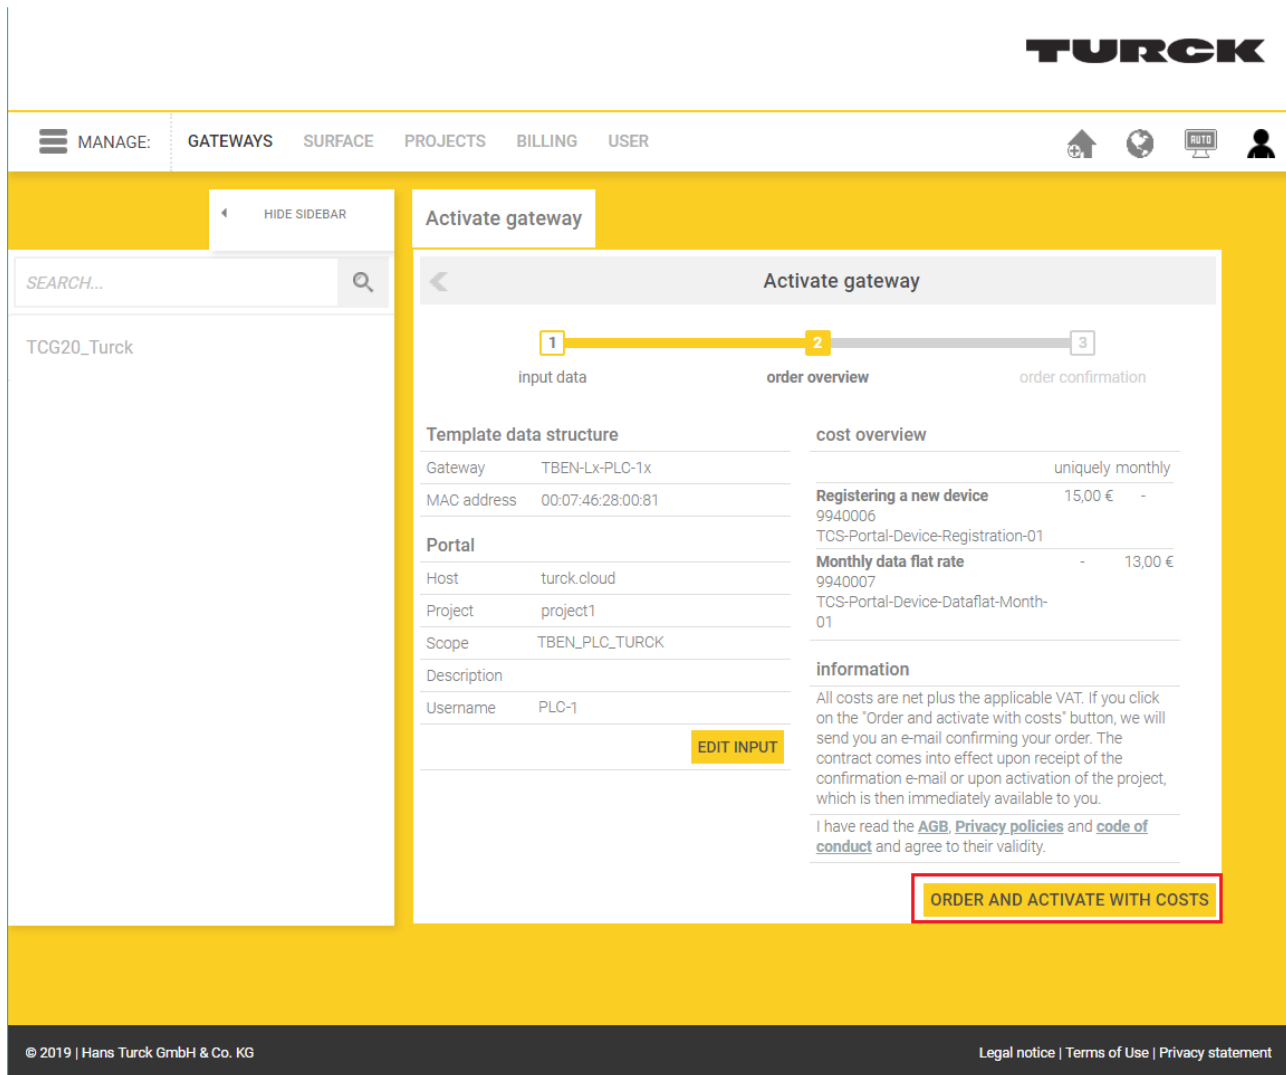 TURCK
MANAGE:
GATEWAYS SURFACE PROJECTS BILLING USER
AUTO
HIDE SIDEBAR
SEARCH...
TCG20_Turck
Activate gateway
Activate gateway
1 2 3
input data order overview order confirmation
Template data structure
Gateway TBEN-Lx-PLC-1x
MAC address 00:07:46:28:00:81
Portal
Host turck.cloud
Project project1
Scope TBEN_PLC_TURCK
Description
Username PLC-1
EDIT INPUT
cost overview
uniquely monthly
Registering a new device 15,00 € -
9940006
TCS-Portal-Device-Registration-01
Monthly data flat rate - 13,00 €
9940007
TCS-Portal-Device-Dataflat-Month-
01
information
All costs are net plus the applicable VAT. If you click
on the "Order and activate with costs" button, we will
send you an e-mail confirming your order. The
contract comes into effect upon receipt of the
confirmation e-mail or upon activation of the project,
which is then immediately available to you.
I have read the AGB, Privacy policies and code of
conduct and agree to their validity.
ORDER AND ACTIVATE WITH COSTS
© 2019 | Hans Turck GmbH & Co. KG
Legal notice | Terms of Use | Privacy statement